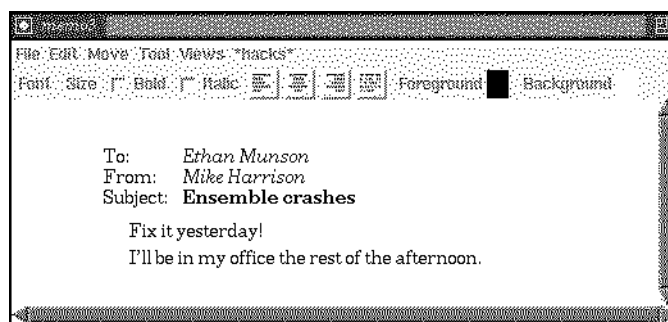 File Edit Move Tool Views *hacks*
Font Size Bold Italic Foreground Background
To: Ethan Munson
From: Mike Harrison
Subject: Ensemble crashes
Fix it yesterday!
I'll be in my office the rest of the afternoon.